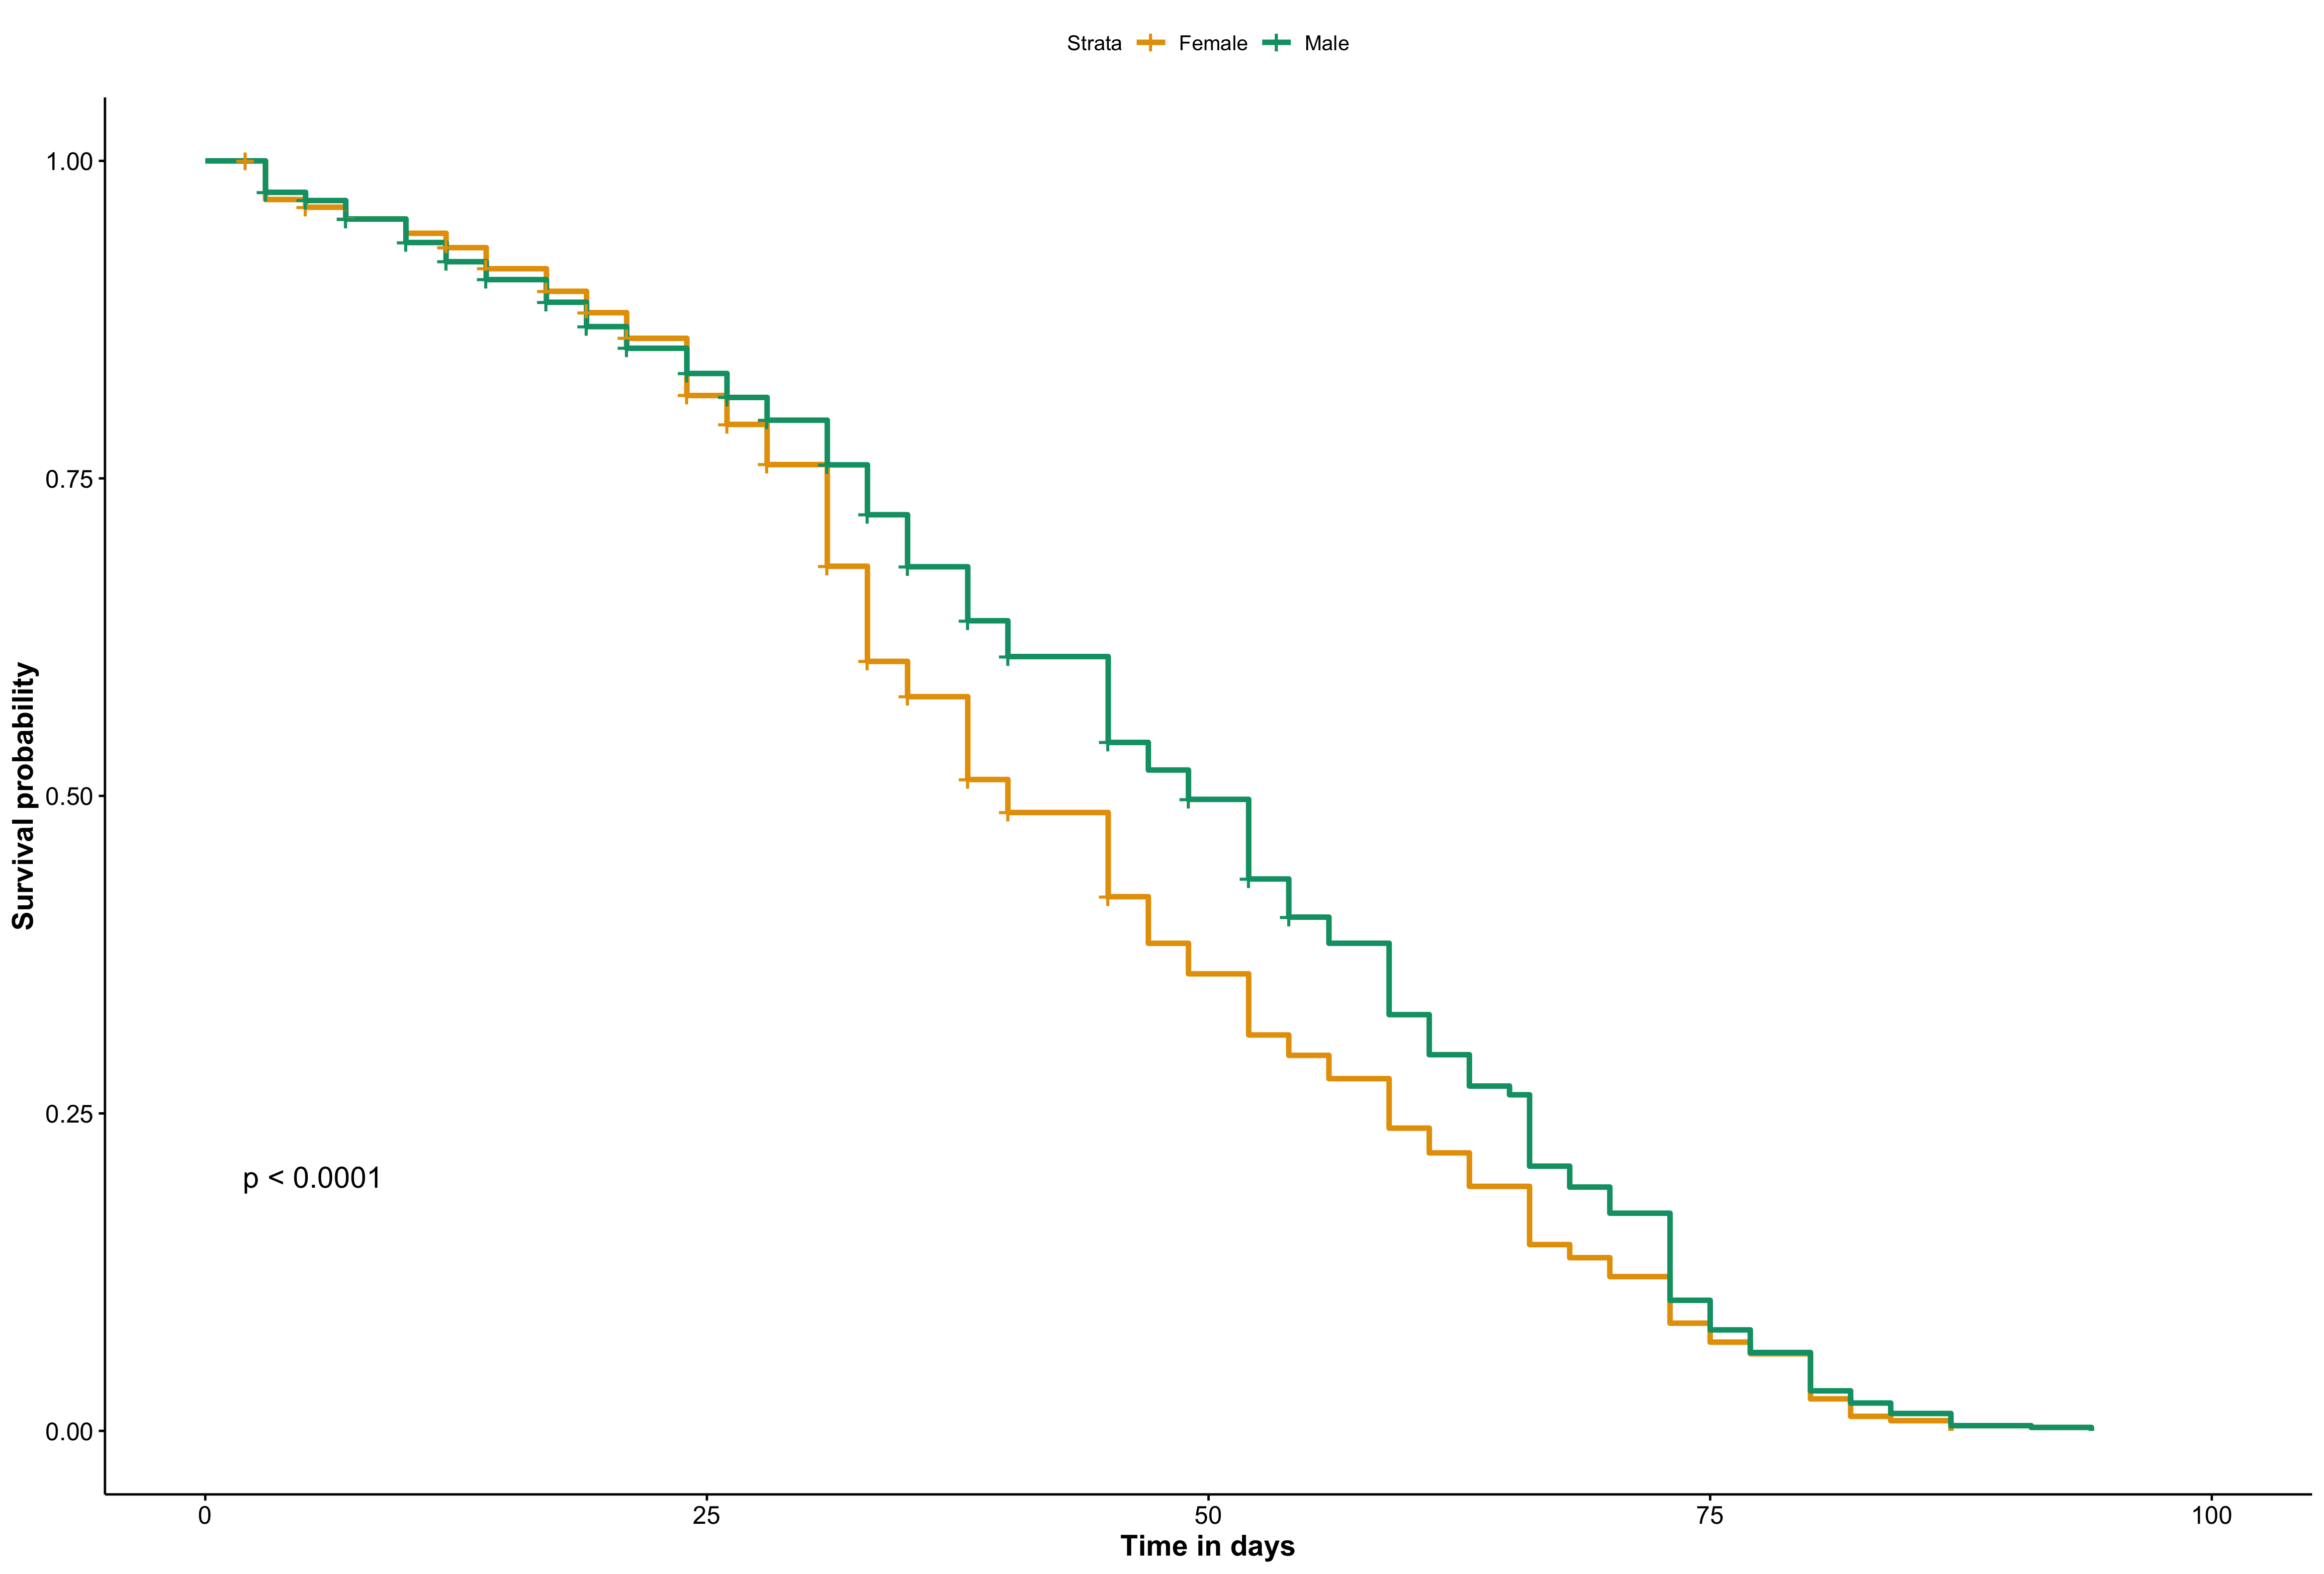 Strata Female Male
1.00
0.75
0.50
0.25
0.00
Survival probability
p < 0.0001
0 25 50 75 100
Time in days